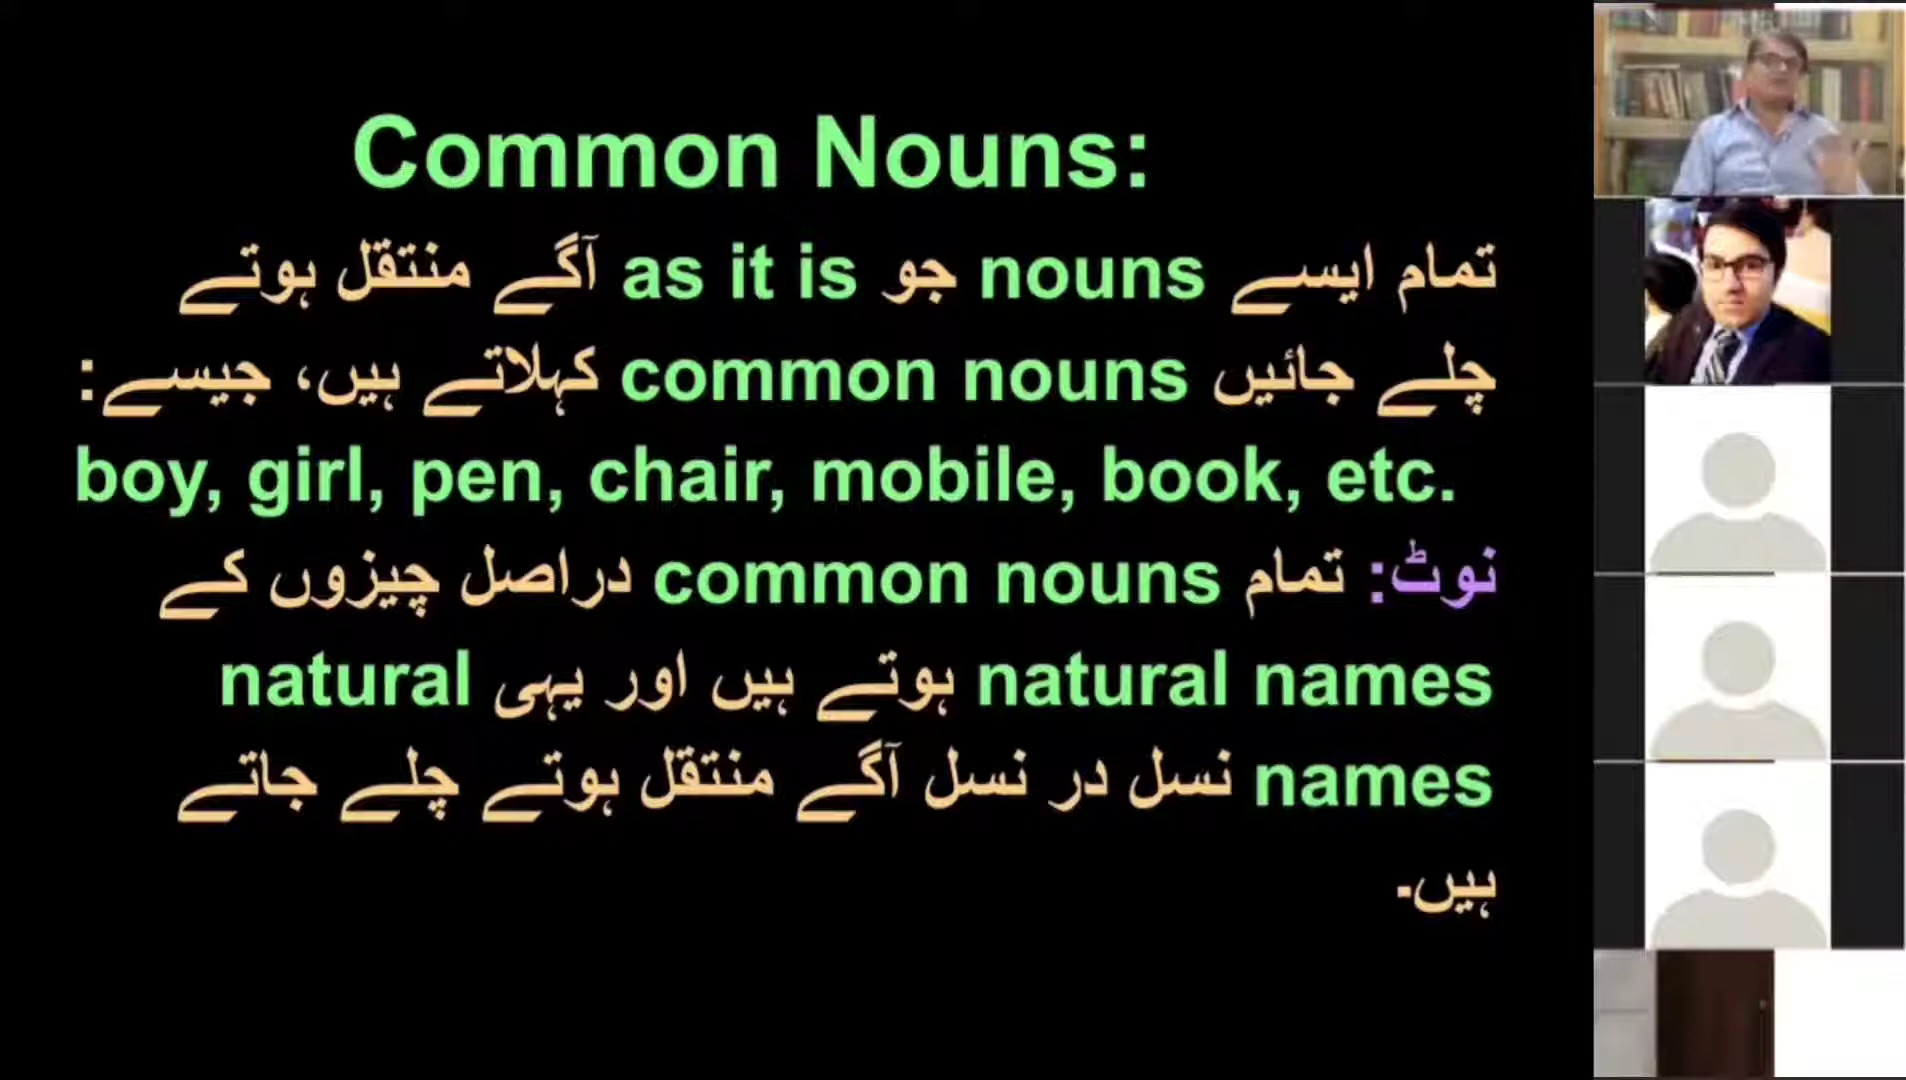 Common Nouns:
تمام ایسے nouns جو as it is آگے منتقل ہوتے
چلے جائیں common nouns کہلاتے ہیں، جیسے:
boy, girl, pen, chair, mobile, book, etc.
نوٹ: تمام common nouns دراصل چیزوں کے
natural names ہوتے ہیں اور یہی natural
names نسل در نسل آگے منتقل ہوتے چلے جاتے
ہیں۔